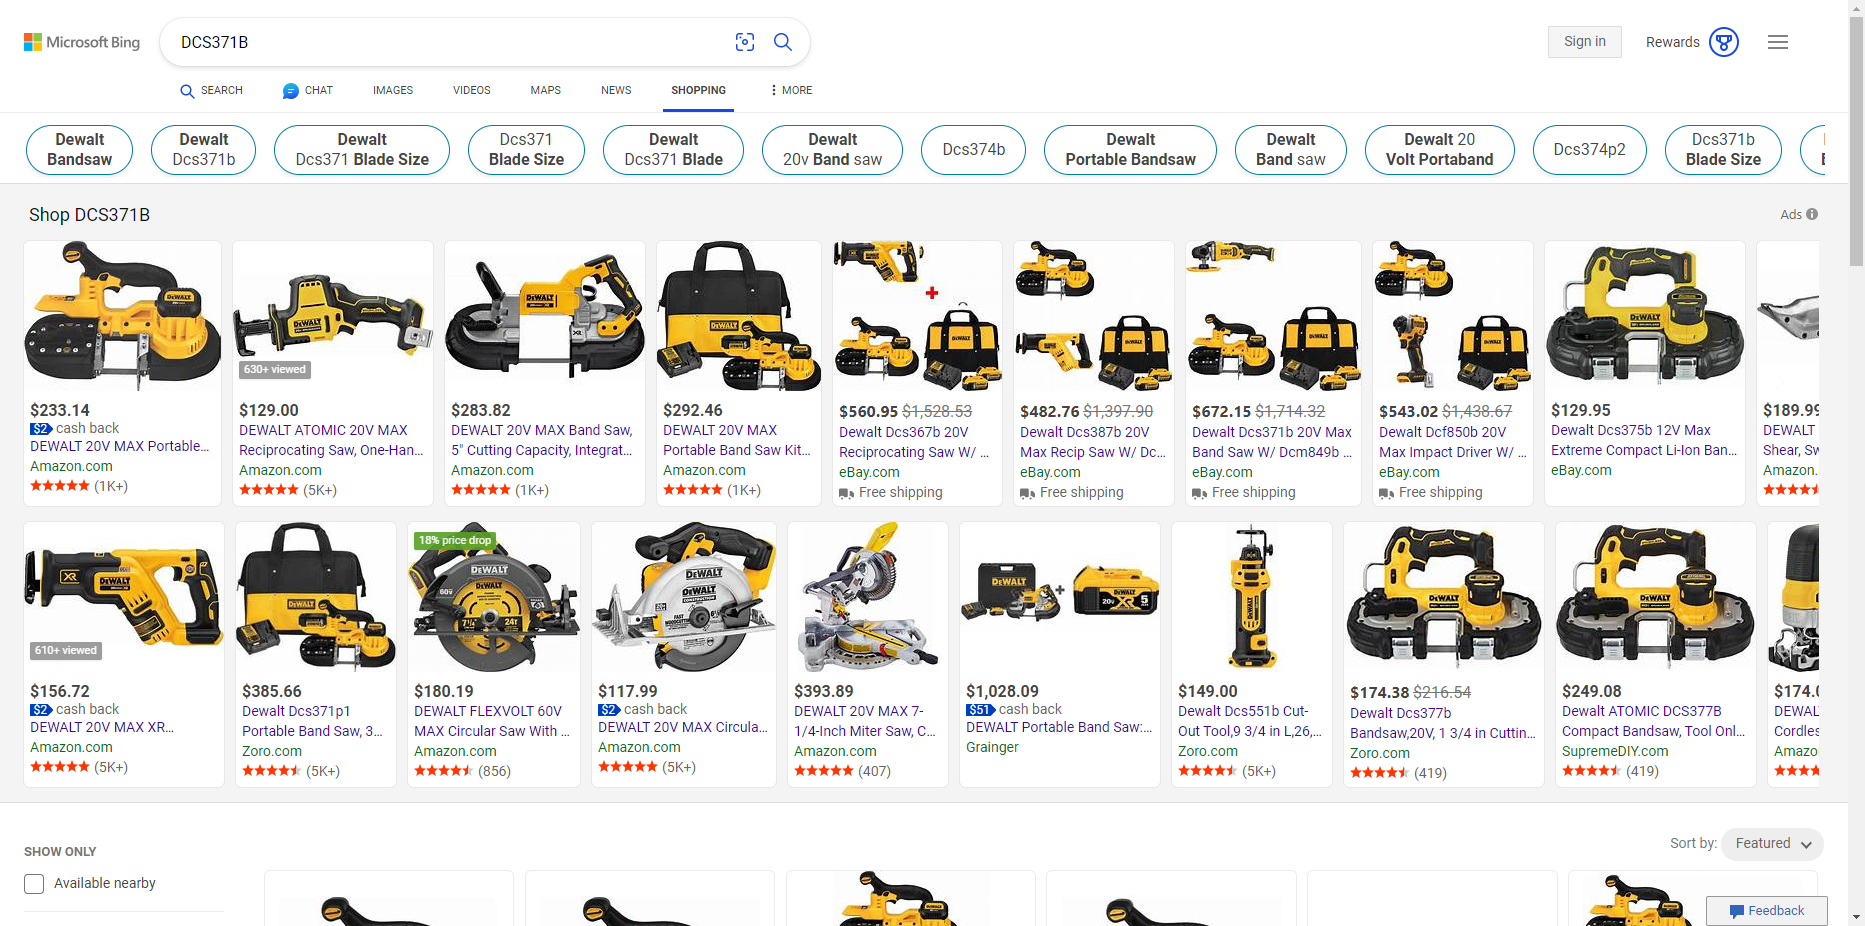 Microsoft Bing
DCS371B
Sign in
Rewards
SEARCH
CHAT
IMAGES
VIDEOS
MAPS
NEWS
SHOPPING
MORE
Dewalt
Bandsaw
Dewalt
Dcs371b
Dewalt
Dcs371 Blade Size
Dcs371
Blade Size
Dewalt
Dcs371 Blade
Dewalt
20v Band saw
Dcs374b
Dewalt
Portable Bandsaw
Dewalt
Band saw
Dewalt 20
Volt Portaband
Dcs374p2
Dcs371b
Blade Size
Shop DCS371B
Ads
$233.14
$2 cash back
DEWALT 20V MAX Portable...
Amazon.com
(1K+)
630+ viewed
$129.00
DEWALT ATOMIC 20V MAX
Reciprocating Saw, One-Han...
Amazon.com
(5K+)
$283.82
DEWALT 20V MAX Band Saw,
5" Cutting Capacity, Integrat...
Amazon.com
(1K+)
$292.46
DEWALT 20V MAX
Portable Band Saw Kit...
Amazon.com
(1K+)
$560.95 $1,528.53
Dewalt Dcs367b 20V
Reciprocating Saw W/ ...
eBay.com
Free shipping
$482.76 $1,397.90
Dewalt Dcs387b 20V
Max Recip Saw W/ Dc...
eBay.com
Free shipping
$672.15 $1,714.32
Dewalt Dcs371b 20V Max
Band Saw W/ Dcm849b ...
eBay.com
Free shipping
$543.02 $1,438.67
Dewalt Dcf850b 20V
Max Impact Driver W/ ...
eBay.com
Free shipping
$129.95
Dewalt Dcs375b 12V Max
Extreme Compact Li-Ion Ban...
eBay.com
$189.99
DEWALT
Shear, Sw
Amazon.
610+ viewed
$156.72
$2 cash back
DEWALT 20V MAX XR...
Amazon.com
(5K+)
$385.66
Dewalt Dcs371p1
Portable Band Saw, 3...
Zoro.com
(5K+)
18% price drop
$180.19
DEWALT FLEXVOLT 60V
MAX Circular Saw With ...
Amazon.com
(856)
$117.99
$2 cash back
DEWALT 20V MAX Circula...
Amazon.com
(5K+)
$393.89
DEWALT 20V MAX 7-
1/4-Inch Miter Saw, C...
Amazon.com
(407)
$1,028.09
$51 cash back
DEWALT Portable Band Saw:...
Grainger
$149.00
Dewalt Dcs551b Cut-
Out Tool,9 3/4 in L,26,...
Zoro.com
(5K+)
$174.38 $216.54
Dewalt Dcs377b
Bandsaw,20V, 1 3/4 in Cuttin...
Zoro.com
(419)
$249.08
Dewalt ATOMIC DCS377B
Compact Bandsaw, Tool Onl...
SupremeDIY.com
(419)
$174.0
DEWAL
Cordles
Amazo
SHOW ONLY
Available nearby
Sort by: Featured
Feedback